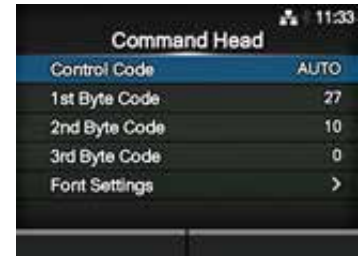 11:33
Command Head
Control Code AUTO
1st Byte Code 27
2nd Byte Code 10
3rd Byte Code 0
Font Settings >